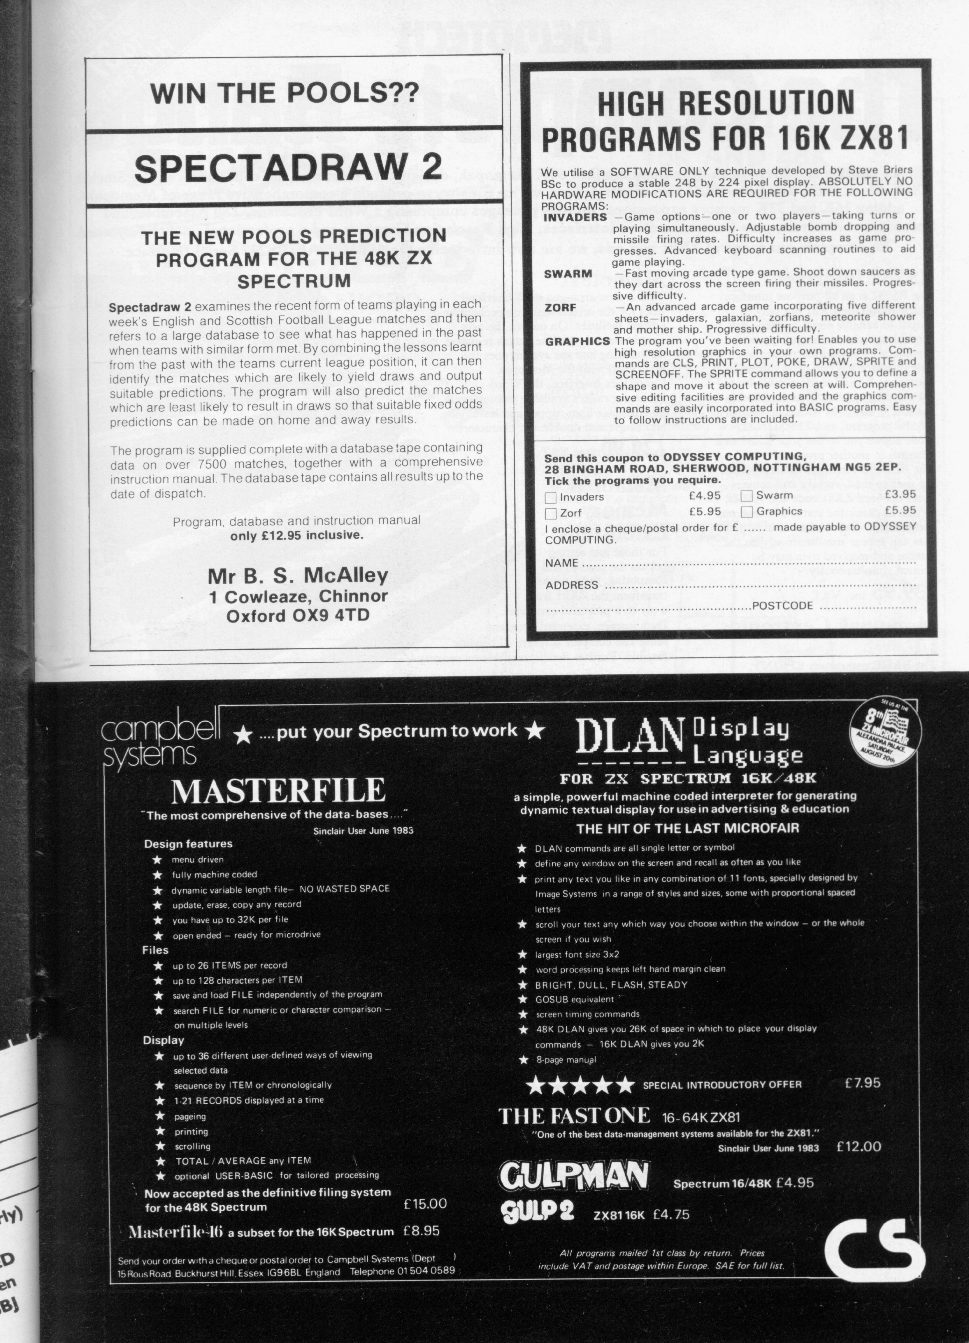 WIN THE POOLS??
SPECTADRAW 2
THE NEW POOLS PREDICTION
PROGRAM FOR THE 48K ZX
SPECTRUM
Spectadraw 2 examines the recent form of teams playing in each
week's English and Scottish Football League matches and then
refers to a large database to see what has happened in the past
when teams with similar form met. By combining the lessons learnt
from the past with the teams current league position, it can then
identify the matches which are likely to yield draws and output
suitable predictions. The program will also predict the matches
which are least likely to result in draws so that suitable fixed odds
predictions can be made on home and away results.
The program is supplied complete with a database tape containing
data on over 7500 matches, together with a comprehensive
instruction manual. The database tape contains all results up to the
date of dispatch.
Program, database and instruction manual
only £12.95 inclusive.
Mr B. S. McAlley
1 Cowleaze, Chinnor
Oxford OX9 4TD
HIGH RESOLUTION
PROGRAMS FOR 16K ZX81
We utilise a SOFTWARE ONLY technique developed by Steve Briers
BSc to produce a stable 248 by 224 pixel display. ABSOLUTELY NO
HARDWARE MODIFICATIONS ARE REQUIRED FOR THE FOLLOWING
PROGRAMS:
INVADERS —Game options—one or two players—taking turns or
playing simultaneously. Adjustable bomb dropping and
missile firing rates. Difficulty increases as game pro-
gresses. Advanced keyboard scanning routines to aid
game playing.
SWARM —Fast moving arcade type game. Shoot down saucers as
they dart across the screen firing their missiles. Progres-
sive difficulty.
ZORF —An advanced arcade game incorporating five different
sheets—invaders, galaxian, zorfians, meteorite shower
and mother ship. Progressive difficulty.
GRAPHICS The program you've been waiting for! Enables you to use
high resolution graphics in your own programs. Com-
mands are CLS, PRINT, PLOT, POKE, DRAW, SPRITE and
SCREENOFF. The SPRITE command allows you to define a
shape and move it about the screen at will. Comprehen-
sive editing facilities are provided and the graphics com-
mands are easily incorporated into BASIC programs. Easy
to follow instructions are included.
Send this coupon to ODYSSEY COMPUTING,
28 BINGHAM ROAD, SHERWOOD, NOTTINGHAM NG5 2EP.
Tick the programs you require.
Invaders £4.95 Swarm £3.95
Zorf £5.95 Graphics £5.95
I enclose a cheque/postal order for £ ...... made payable to ODYSSEY
COMPUTING.
NAME
ADDRESS
POSTCODE
campbell
systems
★ ....put your Spectrum to work ★
MASTERFILE
"The most comprehensive of the data-bases...."
Sinclair User June 1983
Design features
★ menu driven
★ fully machine coded
★ dynamic variable length file— NO WASTED SPACE
★ update, erase, copy any record
★ you have up to 32K per file
★ open ended — ready for microdrive
Files
★ up to 26 ITEMS per record
★ up to 128 characters per ITEM
★ save and load FILE independently of the program
★ search FILE for numeric or character comparison —
on multiple levels
Display
★ up to 36 different user-defined ways of viewing
selected data
★ sequence by ITEM or chronologically
★ 1-21 RECORDS displayed at a time
★ pageing
★ printing
★ scrolling
★ TOTAL / AVERAGE any ITEM
★ optional USER-BASIC for tailored processing
Now accepted as the definitive filing system
for the 48K Spectrum £15.00
Masterfile-16 a subset for the 16K Spectrum £8.95
Send your order with a cheque or postal order to Campbell Systems (Dept )
15 Rous Road Buckhurst Hill, Essex IG9 6BL England Telephone 01 504 0589
DLAN Display
Language
FOR ZX SPECTRUM 16K/48K
SEE US AT THE
8th
ZX MICROFAIR
ALEXANDRA PALACE
SATURDAY
AUGUST 20th
a simple, powerful machine coded interpreter for generating
dynamic textual display for use in advertising & education
THE HIT OF THE LAST MICROFAIR
★ DLAN commands are all single letter or symbol
★ define any window on the screen and recall as often as you like
★ print any text you like in any combination of 11 fonts, specially designed by
Image Systems in a range of styles and sizes, some with proportional spaced
letters
★ scroll your text any which way you choose within the window — or the whole
screen if you wish
★ largest font size 3x2
★ word processing keeps left hand margin clean
★ BRIGHT, DULL, FLASH, STEADY
★ GOSUB equivalent
★ screen timing commands
★ 48K DLAN gives you 26K of space in which to place your display
commands — 16K DLAN gives you 2K
★ 8-page manual
★★★★★ SPECIAL INTRODUCTORY OFFER £7.95
THE FAST ONE 16-64K ZX81
"One of the best data-management systems available for the ZX81."
Sinclair User June 1983 £12.00
GULPMAN Spectrum 16/48K £4.95
GULP 2 ZX81 16K £4.75
All programs mailed 1st class by return. Prices
include VAT and postage within Europe. SAE for full list.
CS